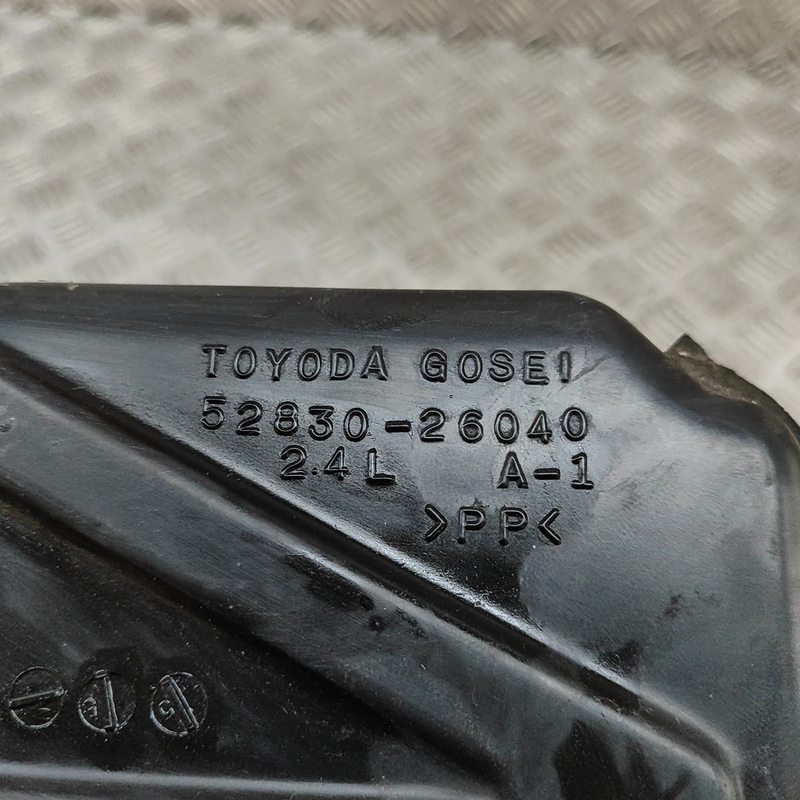 TOYODA GOSEI
52830-26040
2.4L A-1
>PP<